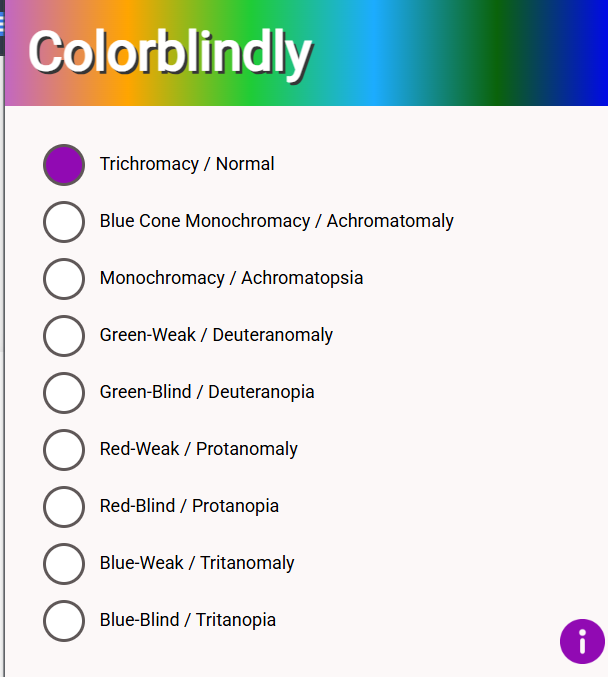 Colorblindly
Trichromacy / Normal
Blue Cone Monochromacy / Achromatomaly
Monochromacy / Achromatopsia
Green-Weak / Deuteranomaly
Green-Blind / Deuteranopia
Red-Weak / Protanomaly
Red-Blind / Protanopia
Blue-Weak / Tritanomaly
Blue-Blind / Tritanopia
i